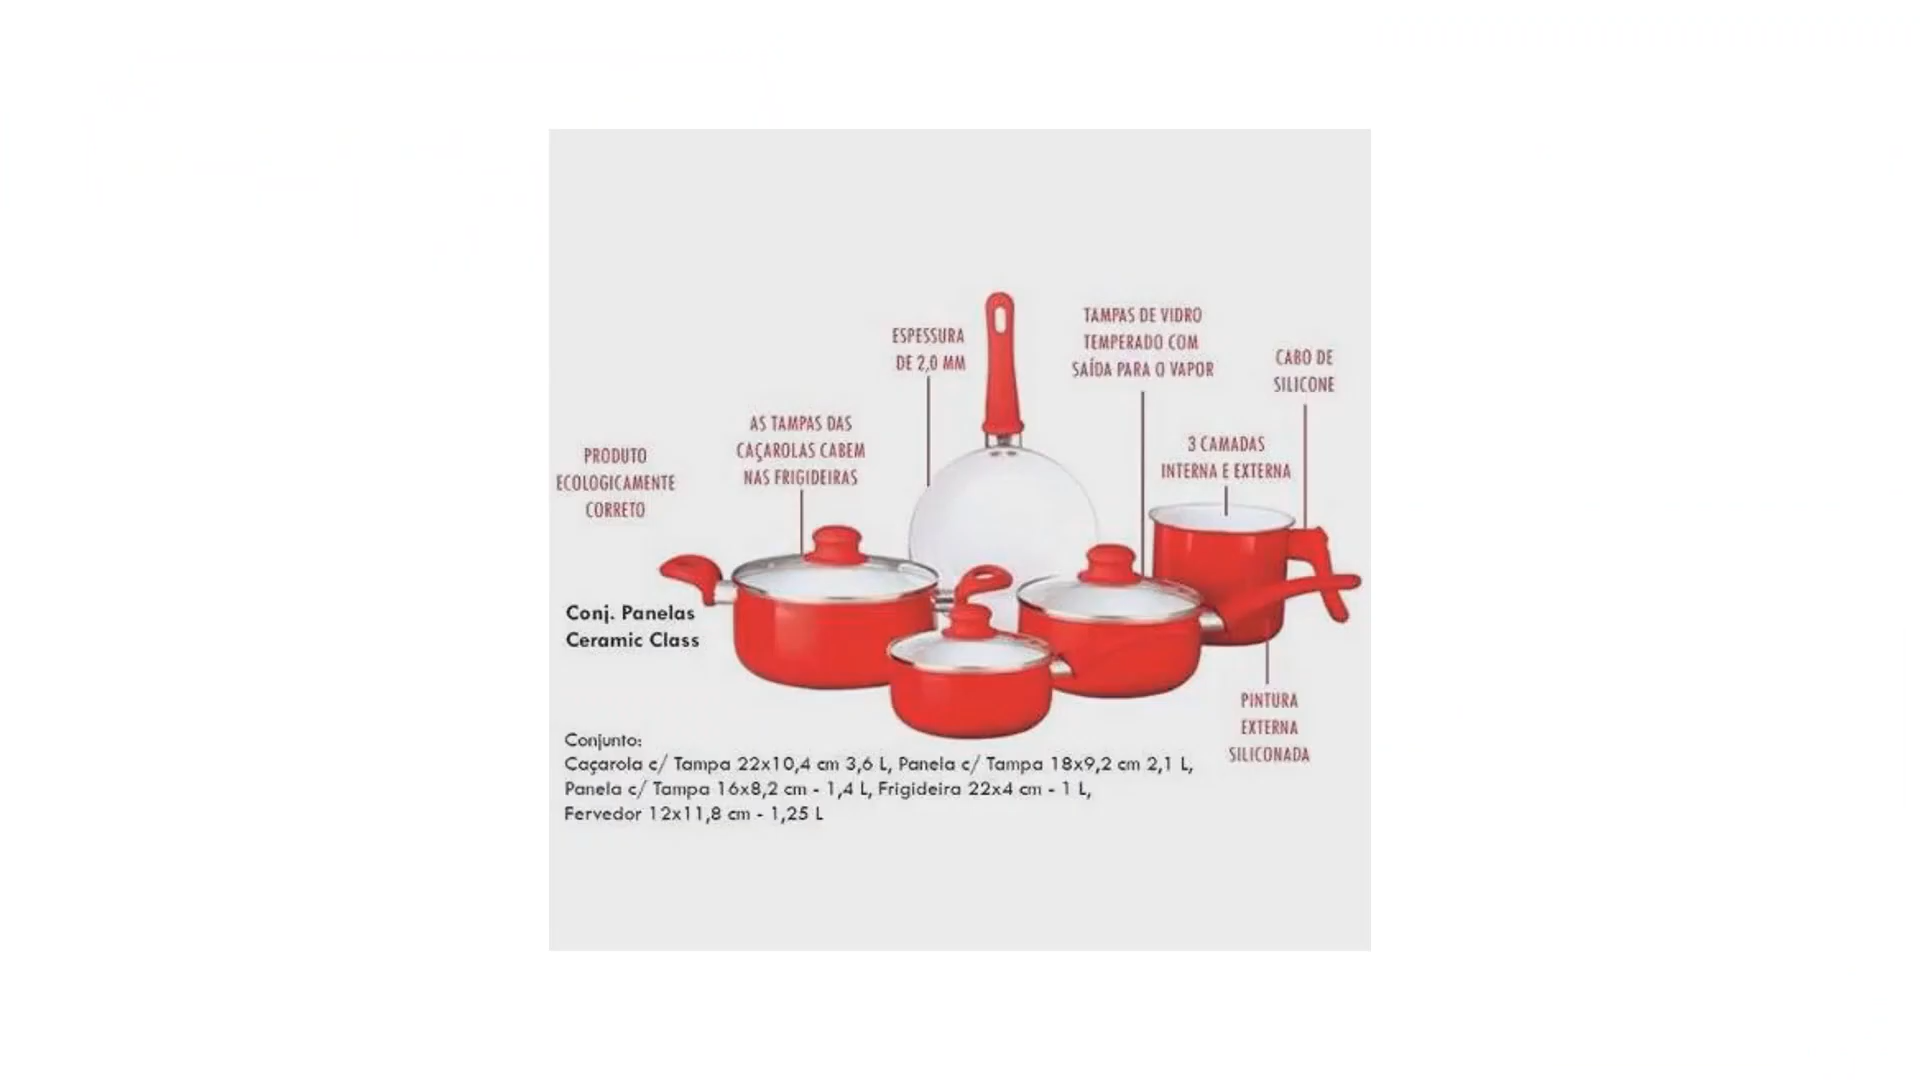 ESPESSURA
DE 2,0 MM
TAMPAS DE VIDRO
TEMPERADO COM
SAÍDA PARA O VAPOR
CABO DE
SILICONE
AS TAMPAS DAS
CAÇAROLAS CABEM
NAS FRIGIDEIRAS
3 CAMADAS
INTERNA E EXTERNA
PRODUTO
ECOLOGICAMENTE
CORRETO
Conj. Panelas
Ceramic Class
PINTURA
EXTERNA
SILICONADA
Conjunto:
Caçarola c/ Tampa 22x10,4 cm 3,6 L, Panela c/ Tampa 18x9,2 cm 2,1 L,
Panela c/ Tampa 16x8,2 cm - 1,4 L, Frigideira 22x4 cm - 1 L,
Fervedor 12x11,8 cm - 1,25 L